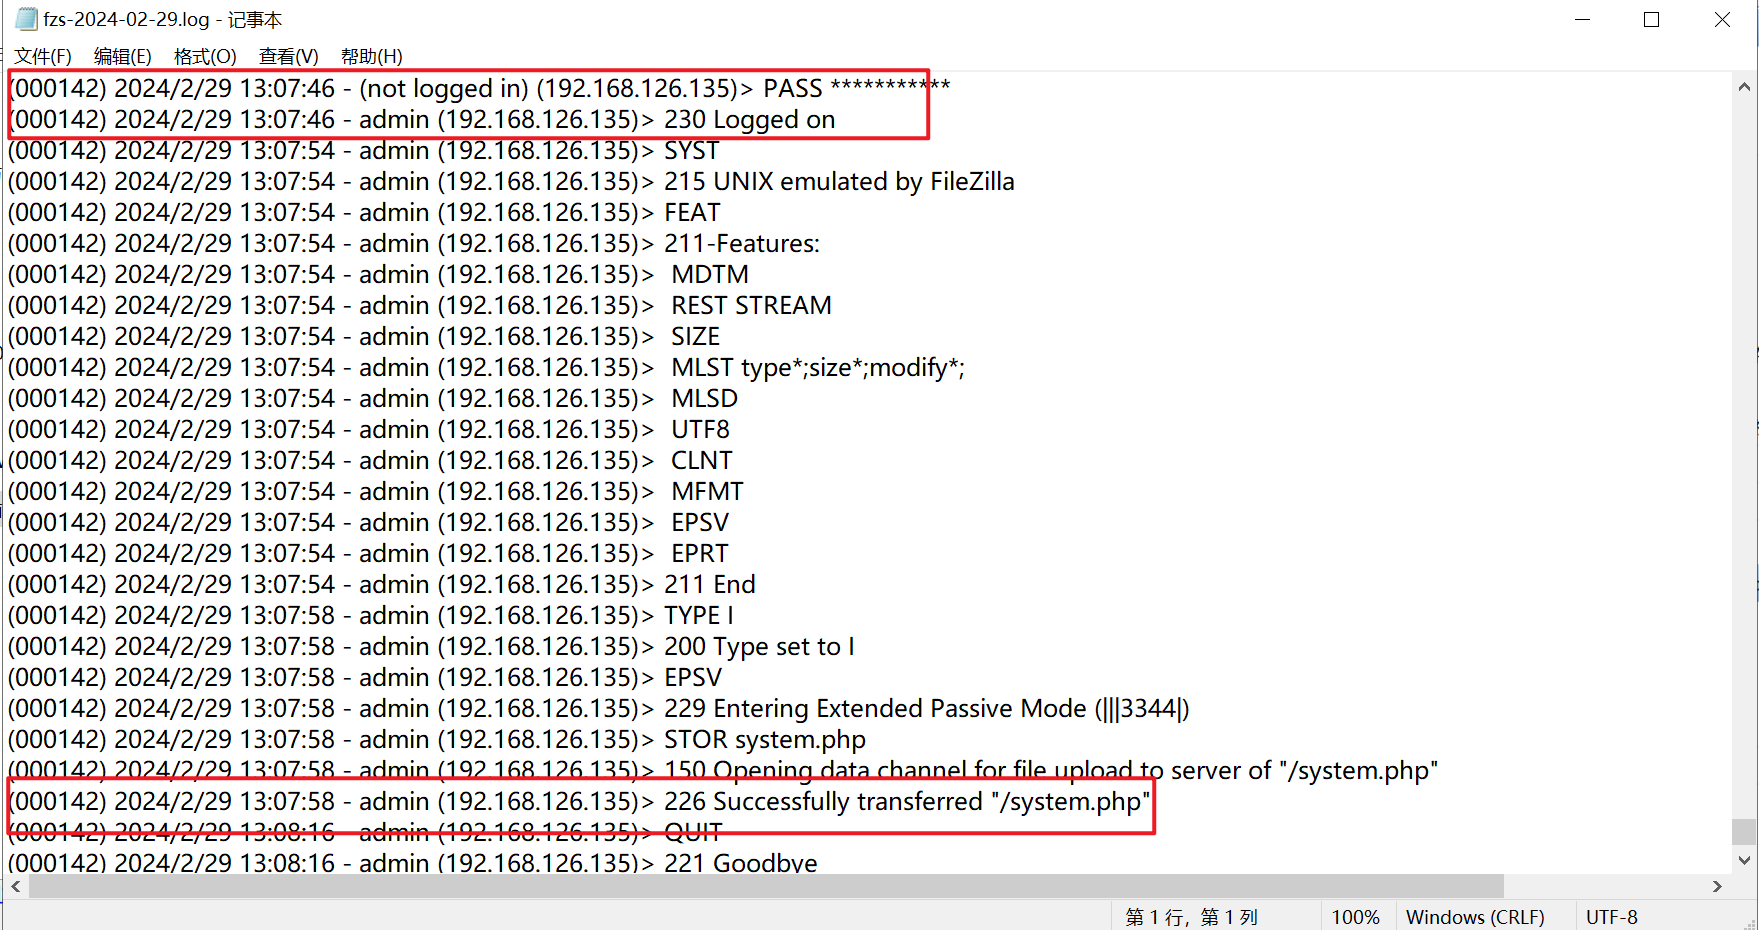 fzs-2024-02-29.log - 记事本
文件(F) 编辑(E) 格式(O) 查看(V) 帮助(H)
(000142) 2024/2/29 13:07:46 - (not logged in) (192.168.126.135)> PASS ***********
(000142) 2024/2/29 13:07:46 - admin (192.168.126.135)> 230 Logged on
(000142) 2024/2/29 13:07:54 - admin (192.168.126.135)> SYST
(000142) 2024/2/29 13:07:54 - admin (192.168.126.135)> 215 UNIX emulated by FileZilla
(000142) 2024/2/29 13:07:54 - admin (192.168.126.135)> FEAT
(000142) 2024/2/29 13:07:54 - admin (192.168.126.135)> 211-Features:
(000142) 2024/2/29 13:07:54 - admin (192.168.126.135)>  MDTM
(000142) 2024/2/29 13:07:54 - admin (192.168.126.135)>  REST STREAM
(000142) 2024/2/29 13:07:54 - admin (192.168.126.135)>  SIZE
(000142) 2024/2/29 13:07:54 - admin (192.168.126.135)>  MLST type*;size*;modify*;
(000142) 2024/2/29 13:07:54 - admin (192.168.126.135)>  MLSD
(000142) 2024/2/29 13:07:54 - admin (192.168.126.135)>  UTF8
(000142) 2024/2/29 13:07:54 - admin (192.168.126.135)>  CLNT
(000142) 2024/2/29 13:07:54 - admin (192.168.126.135)>  MFMT
(000142) 2024/2/29 13:07:54 - admin (192.168.126.135)>  EPSV
(000142) 2024/2/29 13:07:54 - admin (192.168.126.135)>  EPRT
(000142) 2024/2/29 13:07:54 - admin (192.168.126.135)> 211 End
(000142) 2024/2/29 13:07:58 - admin (192.168.126.135)> TYPE I
(000142) 2024/2/29 13:07:58 - admin (192.168.126.135)> 200 Type set to I
(000142) 2024/2/29 13:07:58 - admin (192.168.126.135)> EPSV
(000142) 2024/2/29 13:07:58 - admin (192.168.126.135)> 229 Entering Extended Passive Mode (|||3344|)
(000142) 2024/2/29 13:07:58 - admin (192.168.126.135)> STOR system.php
(000142) 2024/2/29 13:07:58 - admin (192.168.126.135)> 150 Opening data channel for file upload to server of "/system.php"
(000142) 2024/2/29 13:07:58 - admin (192.168.126.135)> 226 Successfully transferred "/system.php"
(000142) 2024/2/29 13:08:16 - admin (192.168.126.135)> QUIT
(000142) 2024/2/29 13:08:16 - admin (192.168.126.135)> 221 Goodbye
第 1 行，第 1 列 100% Windows (CRLF) UTF-8